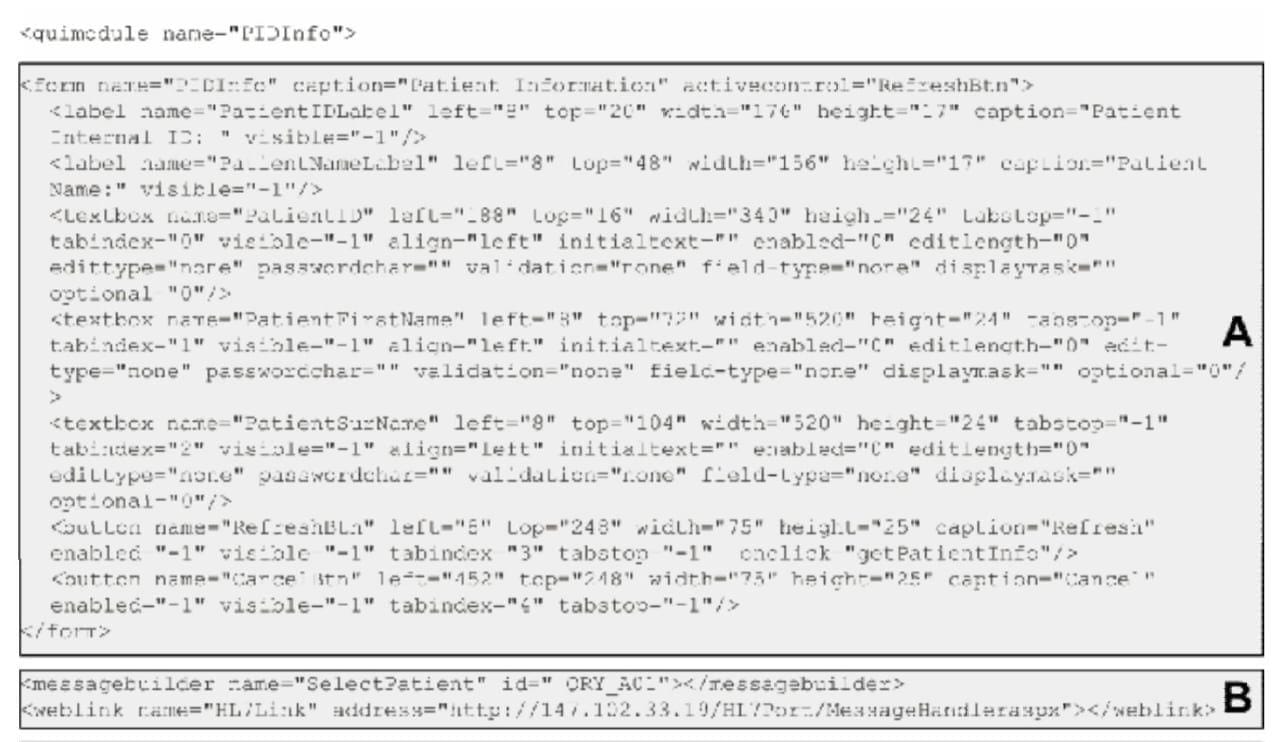 <guimodule name="PIDInfo">
<form name="PIDInfo" caption="Patient Information" activecontrol="RefreshBtn">
<label name="PatientIDLabel" left="8" top="20" width="176" height="17" caption="Patient
Internal ID: " visible="-1"/>
<label name="PatientNameLabel" left="8" top="48" width="156" height="17" caption="Patient
Name:" visible="-1"/>
<textbox name="PatientID" left="188" top="16" width="340" height="24" tabstop="-1"
tabindex="0" visible="-1" align="left" initialtext="" enabled="0" editlength="0"
edittype="none" passwordchar="" validation="none" field-type="none" displaymask=""
optional="0"/>
<textbox name="PatientFirstName" left="8" top="72" width="520" height="24" tabstop="-1"
tabindex="1" visible="-1" align="left" initialtext="" enabled="0" editlength="0" edit-
type="none" passwordchar="" validation="none" field-type="none" displaymask="" optional="0"/
>
A
<textbox name="PatientSurName" left="8" top="104" width="520" height="24" tabstop="-1"
tabindex="2" visible="-1" align="left" initialtext="" enabled="0" editlength="0"
edittype="none" passwordchar="" validation="none" field-type="none" displaymask=""
optional="0"/>
<button name="RefreshBtn" left="8" top="248" width="75" height="25" caption="Refresh"
enabled="-1" visible="-1" tabindex="3" tabstop="-1" onclick="getPatientInfo"/>
<button name="CancelBtn" left="452" top="248" width="75" height="25" caption="Cancel"
enabled="-1" visible="-1" tabindex="4" tabstop="-1"/>
</form>
<messagebuilder name="SelectPatient" id=" QRY_A01"></messagebuilder>
<weblink name="HL7Link" address="http://147.102.33.19/HL7Port/MessageHandleraspx"></weblink>
B